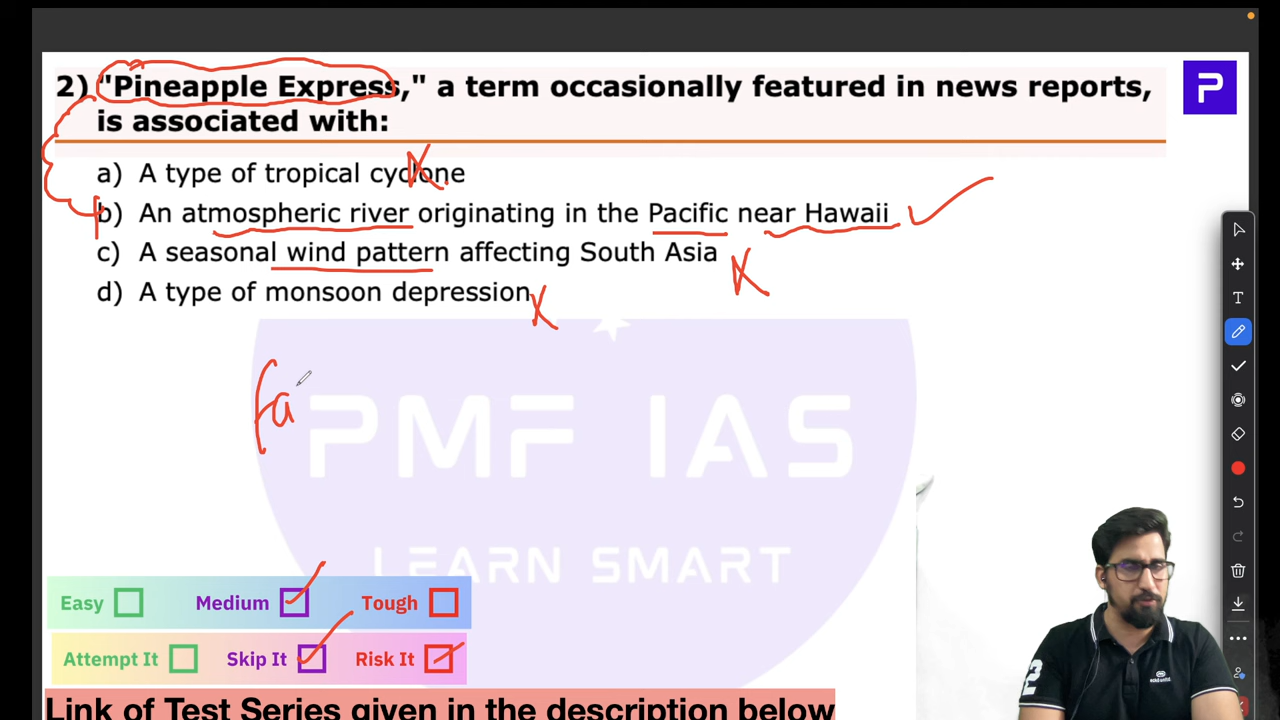 2) "Pineapple Express," a term occasionally featured in news reports,
is associated with:
a) A type of tropical cyclone
b) An atmospheric river originating in the Pacific near Hawaii
c) A seasonal wind pattern affecting South Asia
d) A type of monsoon depression
fa
PMF IAS
LEARN SMART
Easy Medium Tough
Attempt It Skip It Risk It
Link of Test Series given in the description below
P
T
2